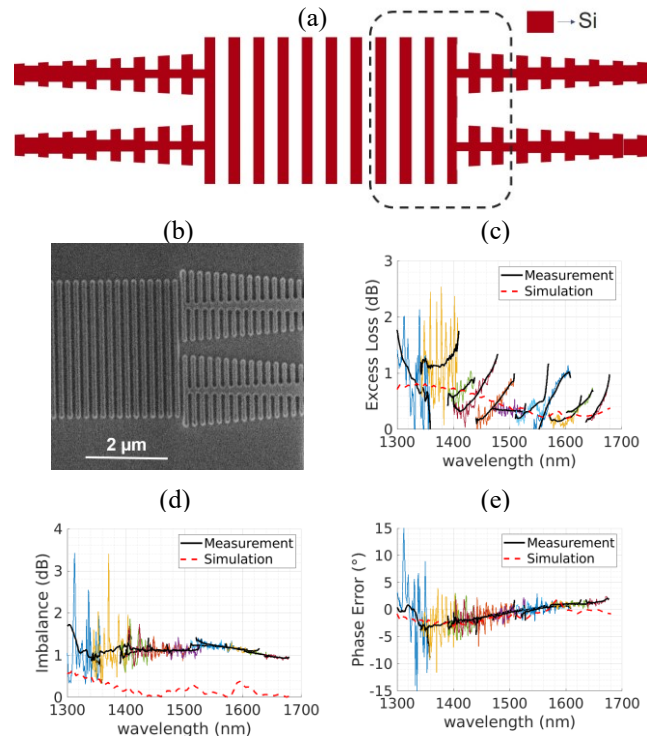 (a)
Si
(b)
2 µm
(c)
Excess Loss (dB)
3
2
1
0
Measurement
Simulation
1300 1400 1500 1600 1700
wavelength (nm)
(d)
Imbalance (dB)
4
3
2
1
0
Measurement
Simulation
1300 1400 1500 1600 1700
wavelength (nm)
(e)
Phase Error (°)
15
10
5
0
-5
-10
-15
Measurement
Simulation
1300 1400 1500 1600 1700
wavelength (nm)